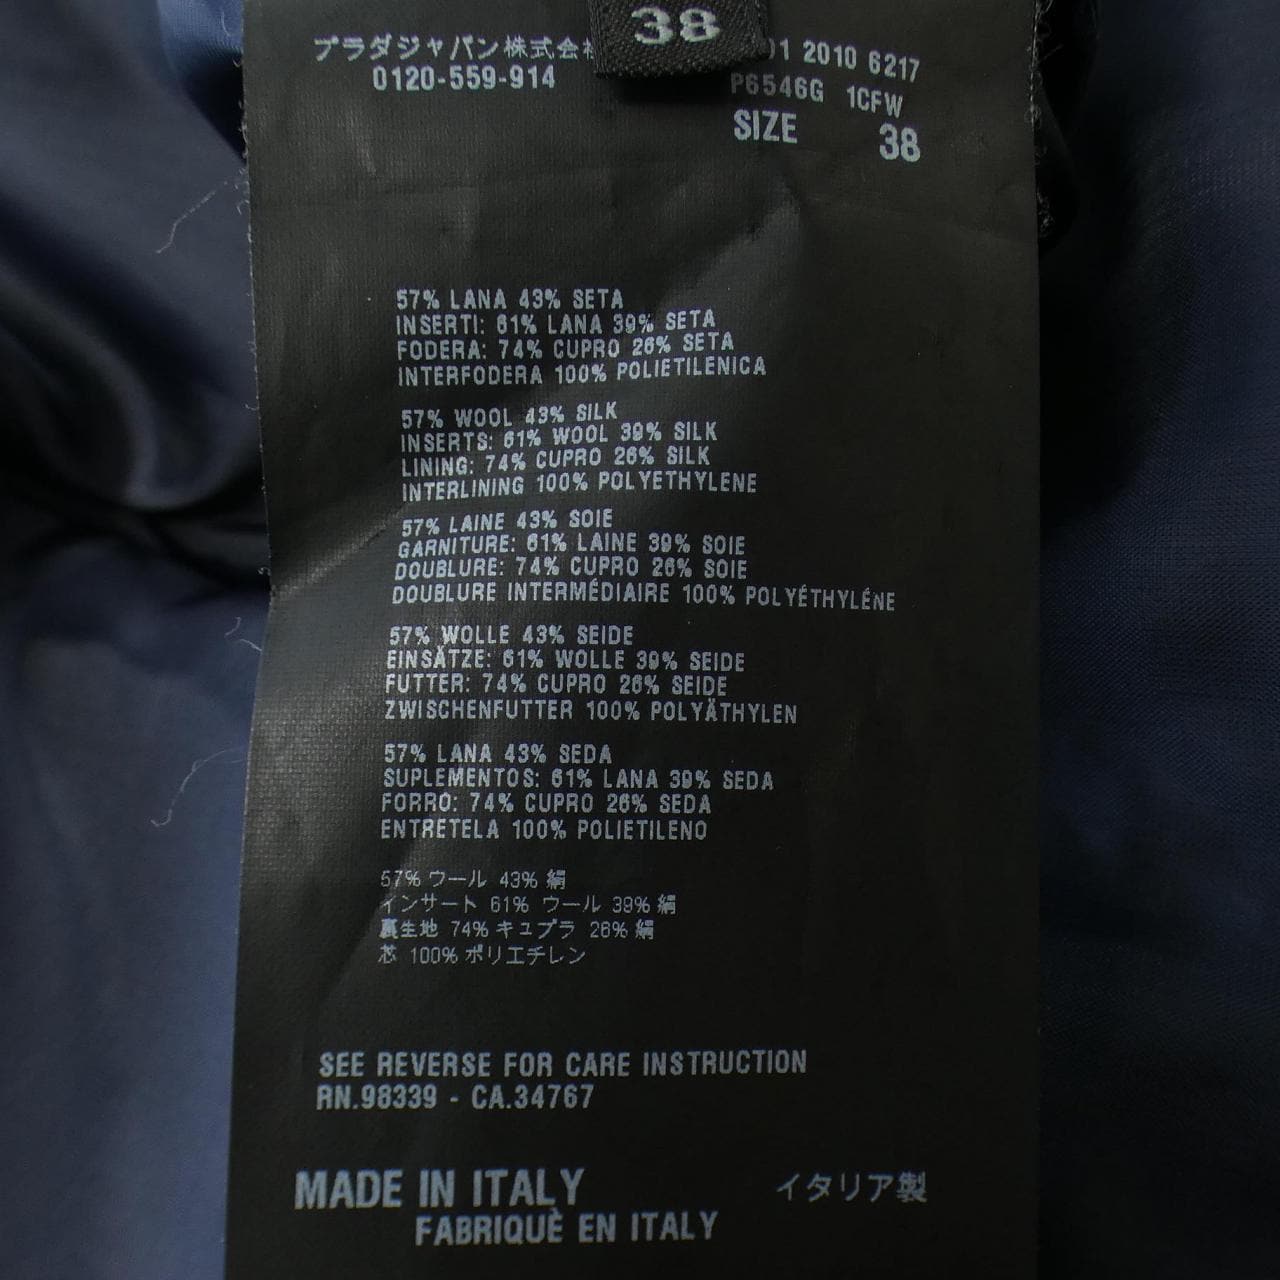 38
プラダジャパン株式会
0120-559-914
01 2010 6217
P6546G 1CFW
SIZE 38
57% LANA 43% SETA
INSERTI: 61% LANA 39% SETA
FODERA: 74% CUPRO 26% SETA
INTERFODERA 100% POLIETILENICA
57% WOOL 43% SILK
INSERTS: 61% WOOL 39% SILK
LINING: 74% CUPRO 26% SILK
INTERLINING 100% POLYETHYLENE
57% LAINE 43% SOIE
GARNITURE: 61% LAINE 39% SOIE
DOUBLURE: 74% CUPRO 26% SOIE
DOUBLURE INTERMÉDIAIRE 100% POLYÉTHYLÉNE
57% WOLLE 43% SEIDE
EINSÄTZE: 61% WOLLE 39% SEIDE
FUTTER: 74% CUPRO 26% SEIDE
ZWISCHENFUTTER 100% POLYÄTHYLEN
57% LANA 43% SEDA
SUPLEMENTOS: 61% LANA 39% SEDA
FORRO: 74% CUPRO 26% SEDA
ENTRETELA 100% POLIETILENO
57% ウール 43% 絹
インサート 61% ウール 39% 絹
裏生地 74% キュプラ 26% 絹
芯 100% ポリエチレン
SEE REVERSE FOR CARE INSTRUCTION
RN.98339 - CA.34767
MADE IN ITALY イタリア製
FABRIQUÈ EN ITALY